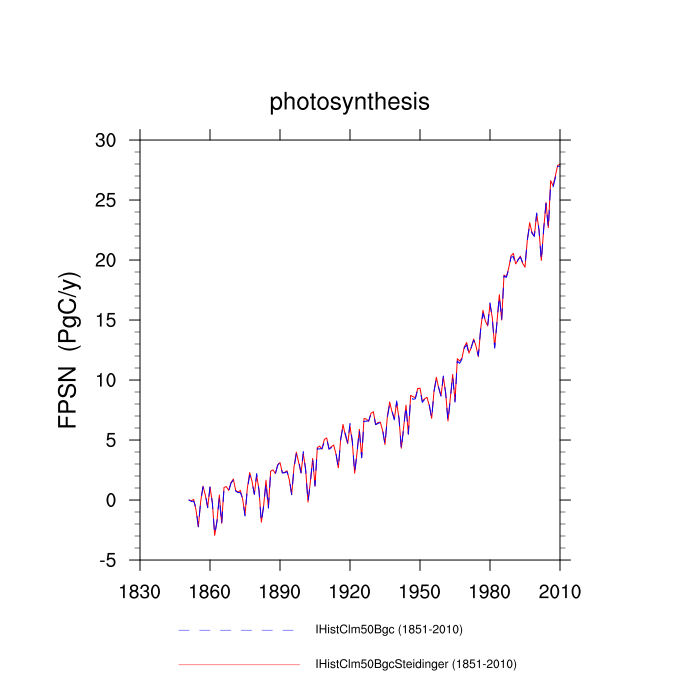 photosynthesis
FPSN (PgC/y)
30
25
20
15
10
5
0
-5
1830 1860 1890 1920 1950 1980 2010
IHistClm50Bgc (1851-2010)
IHistClm50BgcSteidinger (1851-2010)